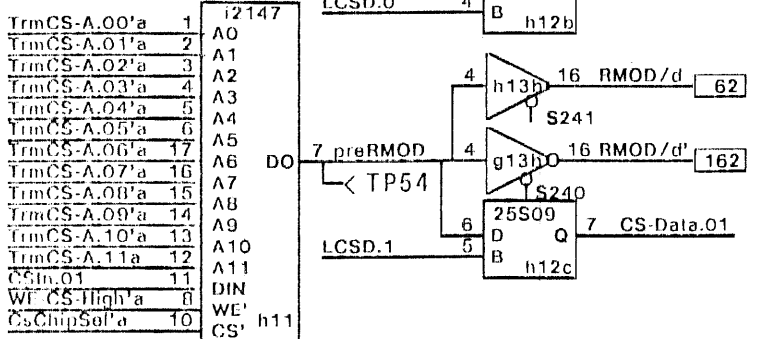 LCSD.0 4 B h12b
i2147
TrmCS-A.00'a 1 A0
TrmCS-A.01'a 2 A1
TrmCS-A.02'a 3 A2
TrmCS-A.03'a 4 A3
TrmCS-A.04'a 5 A4
TrmCS-A.05'a 6 A5
TrmCS-A.06'a 17 A6
TrmCS-A.07'a 16 A7
TrmCS-A.08'a 15 A8
TrmCS-A.09'a 14 A9
TrmCS-A.10'a 13 A10
TrmCS-A.11a 12 A11
CSIn.01 11 DIN
WE-CS-High'a 8 WE'
CsChipSel'a 10 CS'
h11
DO 7 preRMOD
TP54
4 h13h 16 RMOD/d 62
S241
4 g13h 16 RMOD/d' 162
S240
25S09
6 D Q 7 CS-Data.01
LCSD.1 5 B
h12c